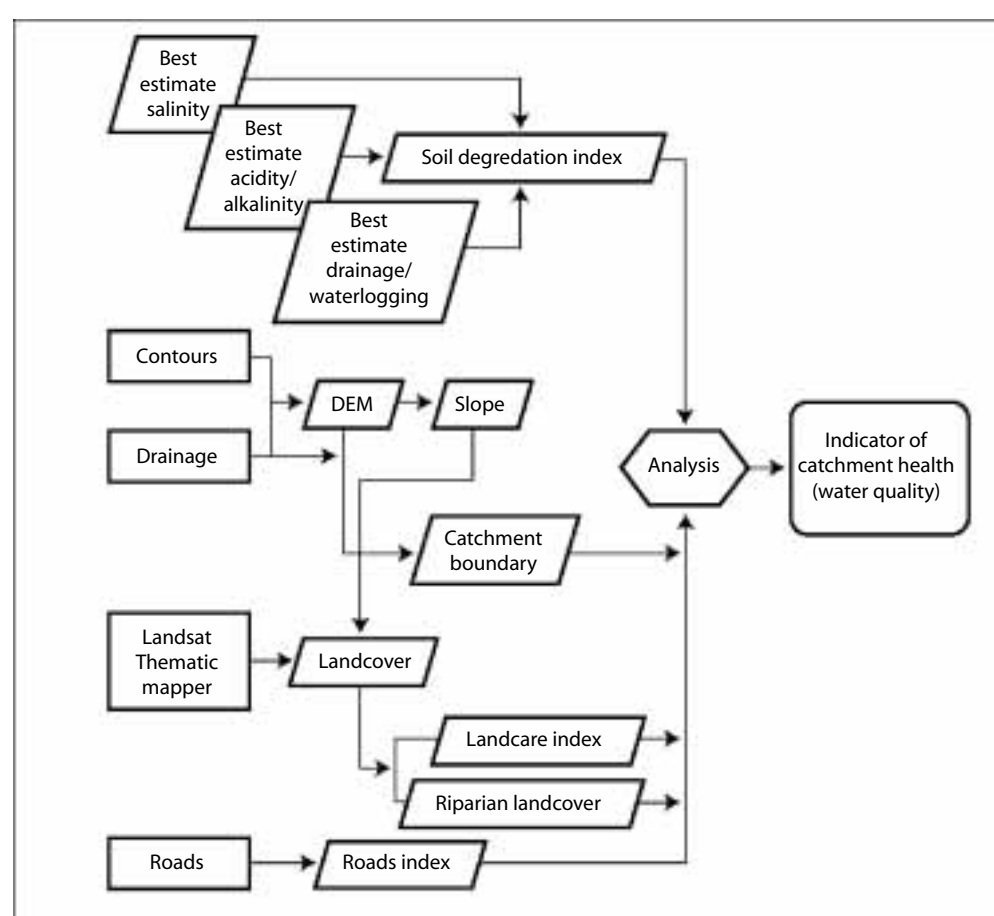 Best
estimate
salinity
Best
estimate
acidity/
alkalinity
Best
estimate
drainage/
waterlogging
Soil degredation index
Contours
DEM
Slope
Drainage
Analysis
Indicator of
catchment health
(water quality)
Catchment
boundary
Landsat
Thematic
mapper
Landcover
Landcare index
Riparian landcover
Roads
Roads index